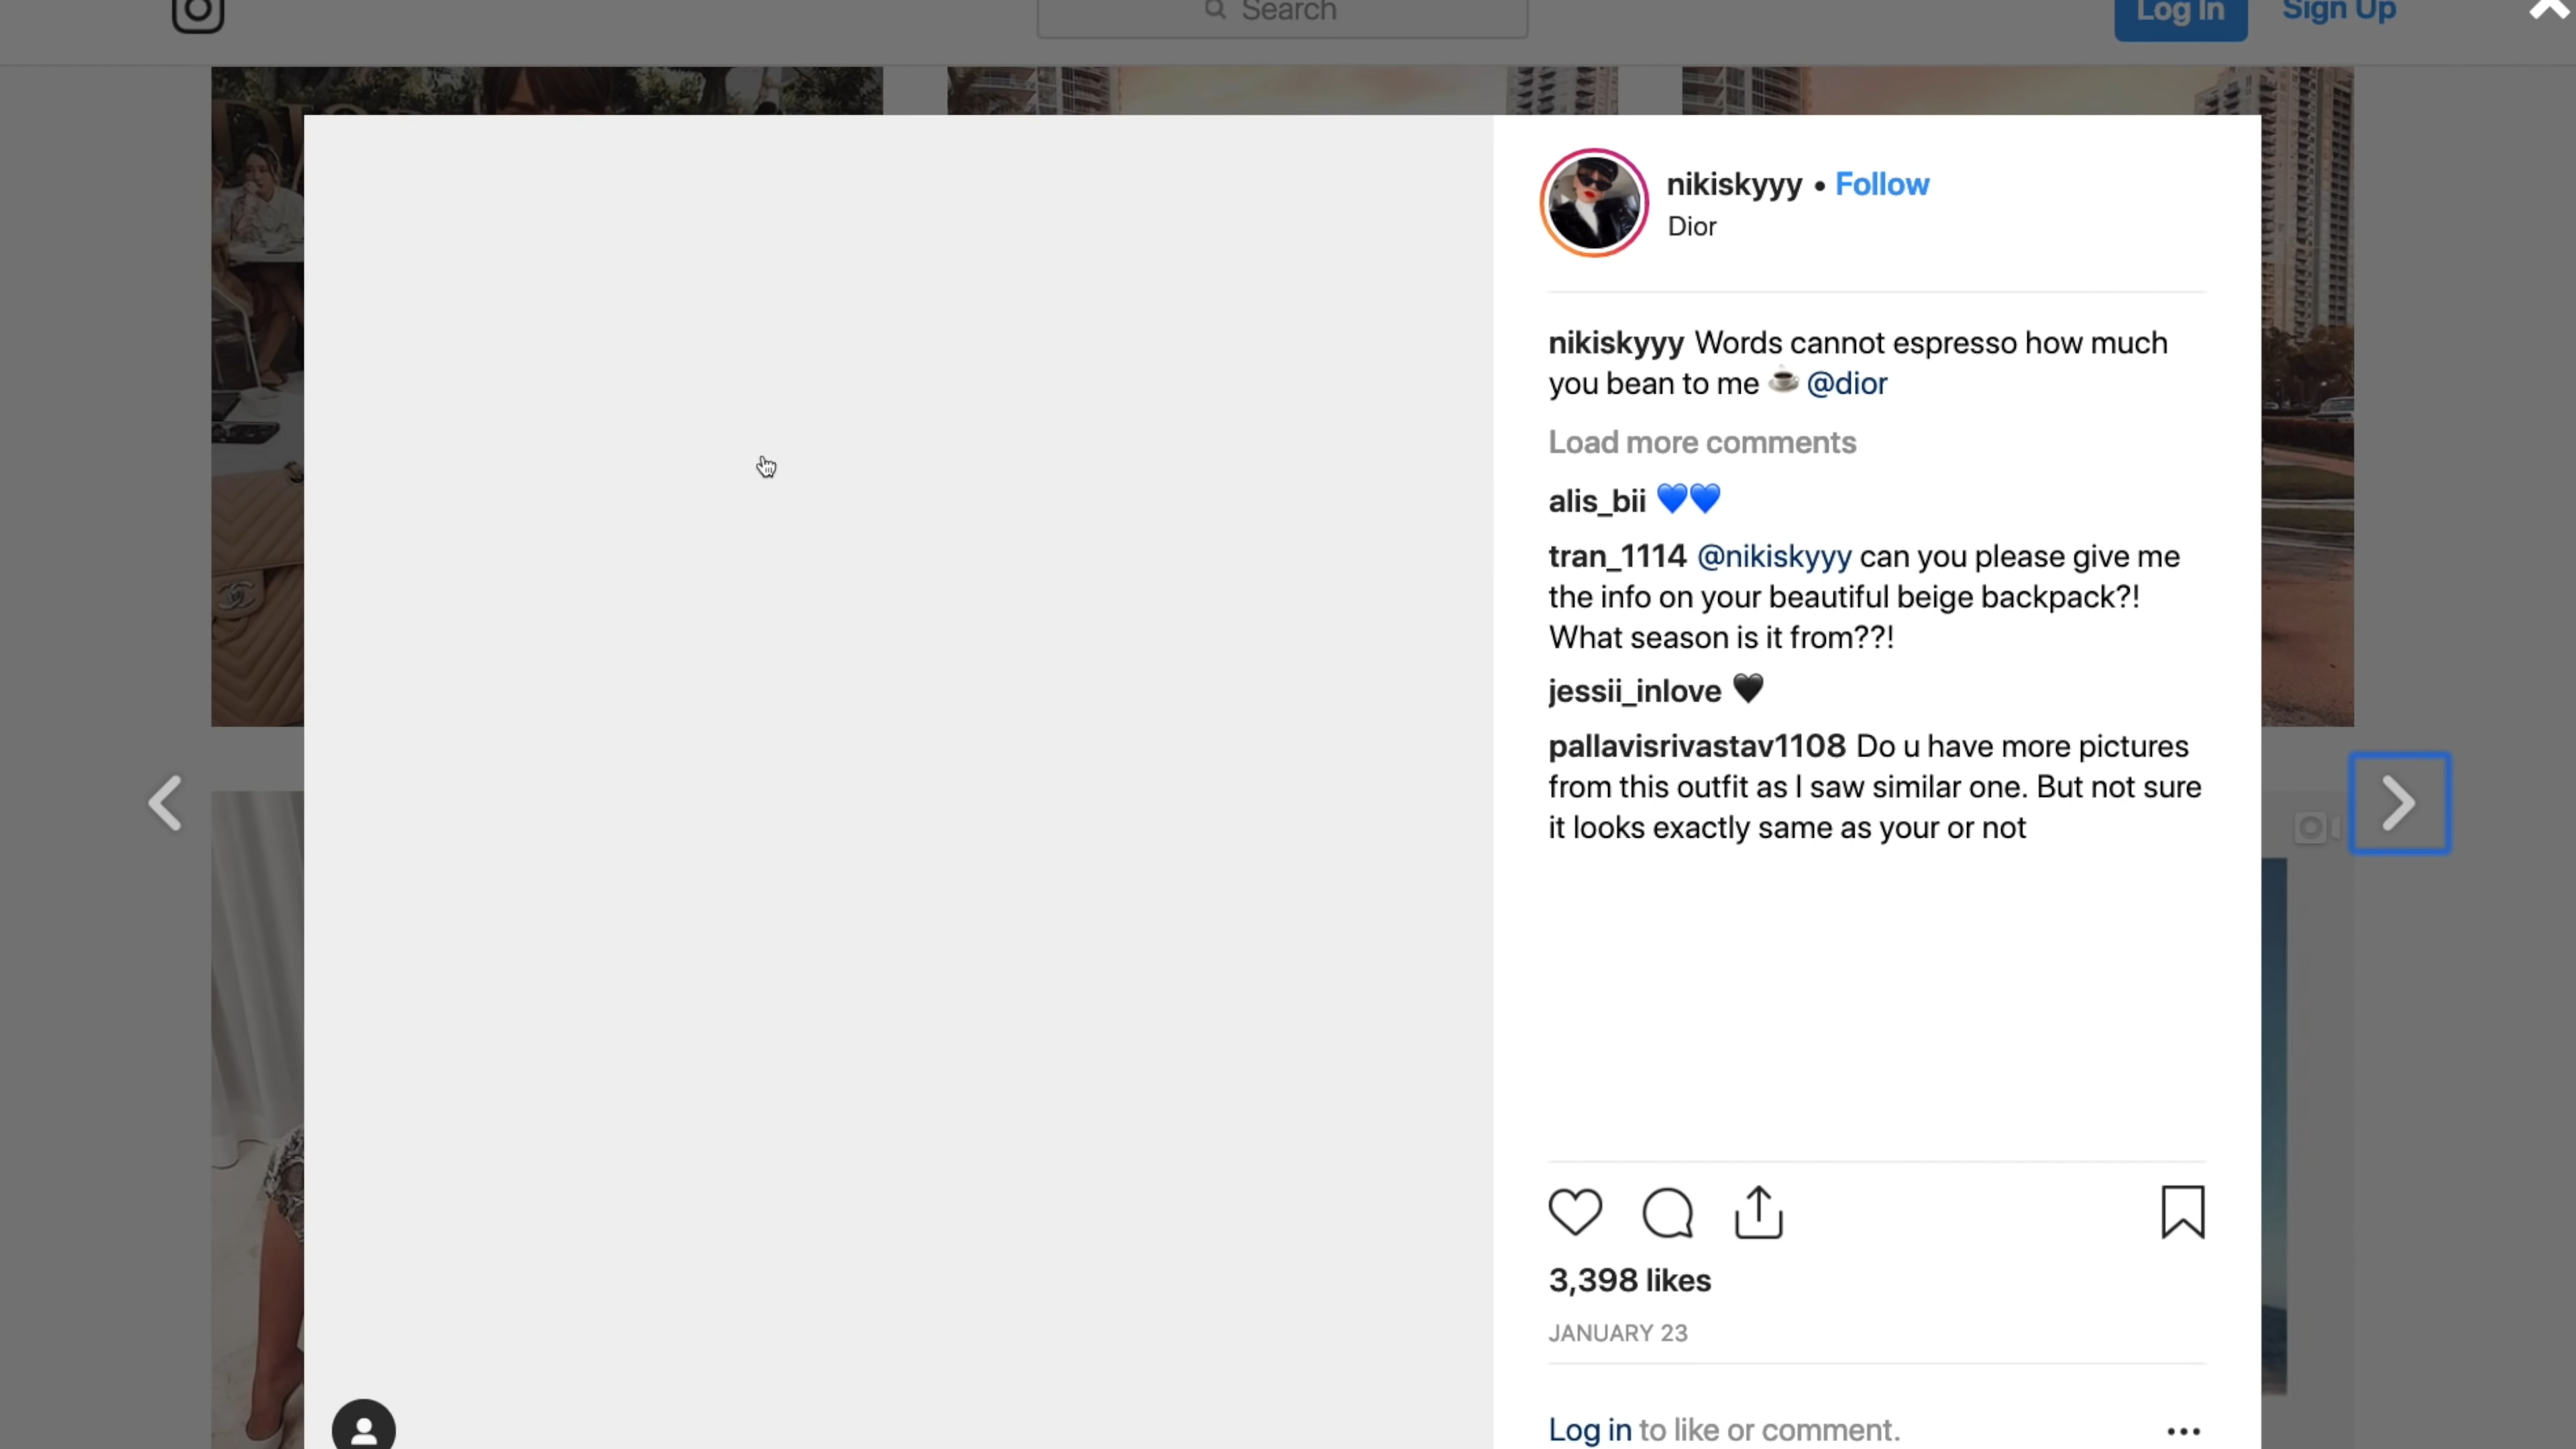 Search
Log In
Sign Up
nikiskyyy • Follow
Dior
nikiskyyy Words cannot espresso how much
you bean to me ☕ @dior
Load more comments
alis_bii 💙💙
tran_1114 @nikiskyyy can you please give me
the info on your beautiful beige backpack?!
What season is it from??!
jessii_inlove 🖤
pallavisrivastav1108 Do u have more pictures
from this outfit as I saw similar one. But not sure
it looks exactly same as your or not
3,398 likes
JANUARY 23
Log in to like or comment.